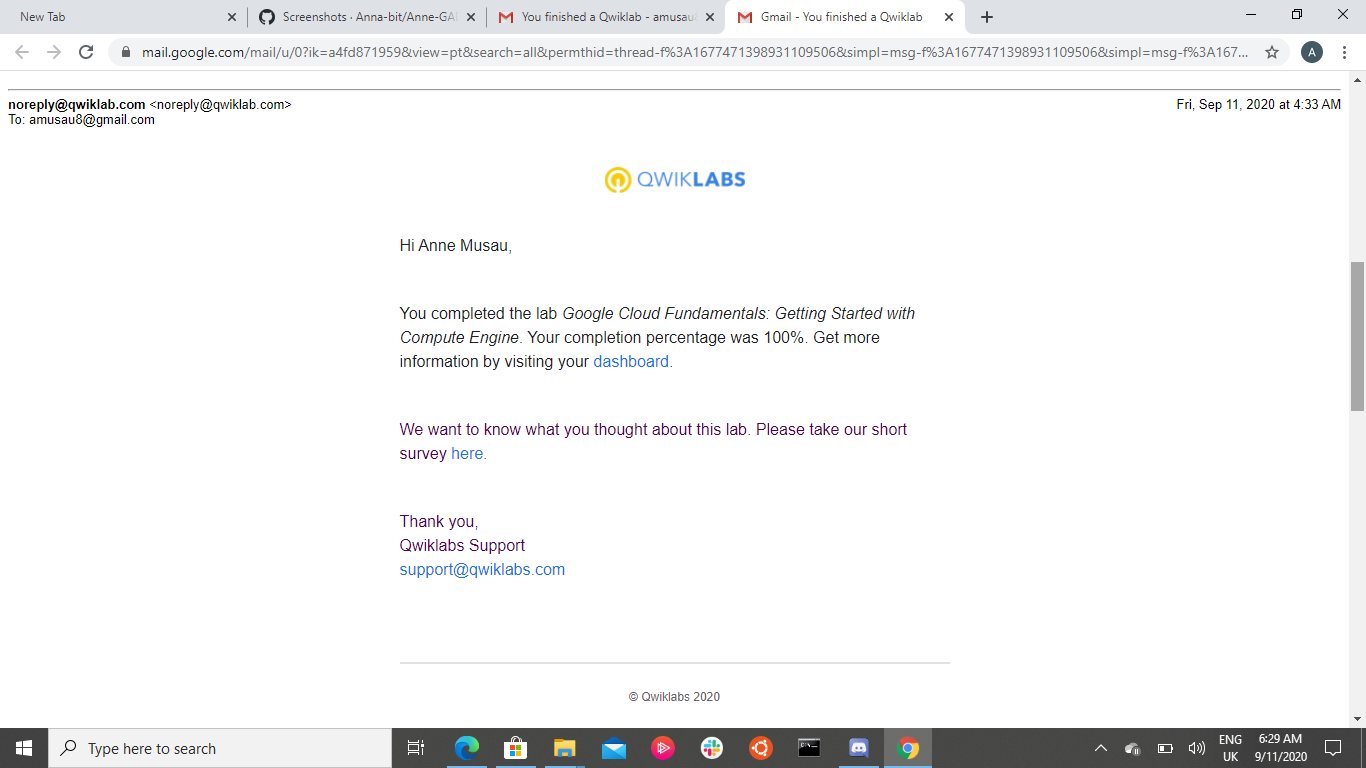 New Tab
Screenshots · Anna-bit/Anne-GA
You finished a Qwiklab - amusau
Gmail - You finished a Qwiklab
mail.google.com/mail/u/0?ik=a4fd871959&view=pt&search=all&permthid=thread-f%3A1677471398931109506&simpl=msg-f%3A1677471398931109506&simpl=msg-f%3A167...
A
noreply@qwiklab.com <noreply@qwiklab.com>
Fri, Sep 11, 2020 at 4:33 AM
To: amusau8@gmail.com
QWIKLABS
Hi Anne Musau,
You completed the lab Google Cloud Fundamentals: Getting Started with
Compute Engine. Your completion percentage was 100%. Get more
information by visiting your dashboard.
We want to know what you thought about this lab. Please take our short
survey here.
Thank you,
Qwiklabs Support
support@qwiklabs.com
© Qwiklabs 2020
Type here to search
ENG
UK
6:29 AM
9/11/2020